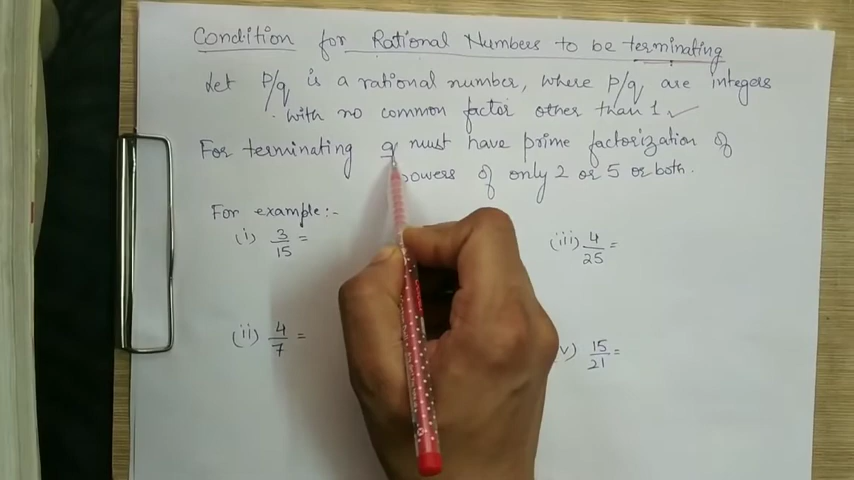 Condition for Rational Numbers to be terminating
Let P/q is a rational number, where P/q are integers
with no common factor other than 1
For terminating q must have prime factorization of
powers of only 2 or 5 or both.
For example:-
(i) 3/15 =
(iii) 4/25 =
(ii) 4/7 =
v) 15/21 =